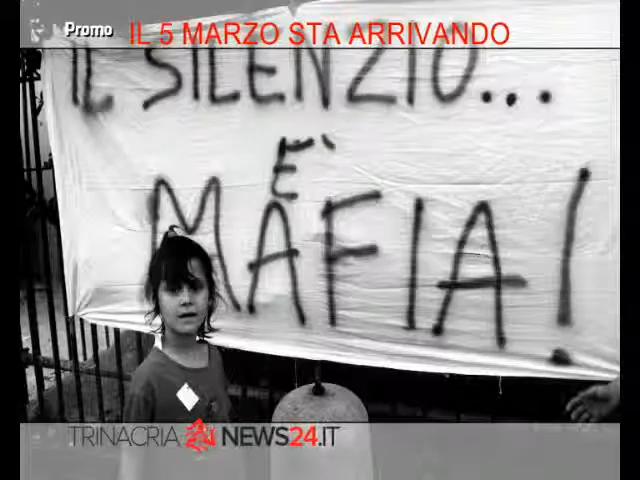 Promo
IL 5 MARZO STA ARRIVANDO
IL SILENZIO...
E'
MAFIA!
TRINACRIA NEWS24.IT